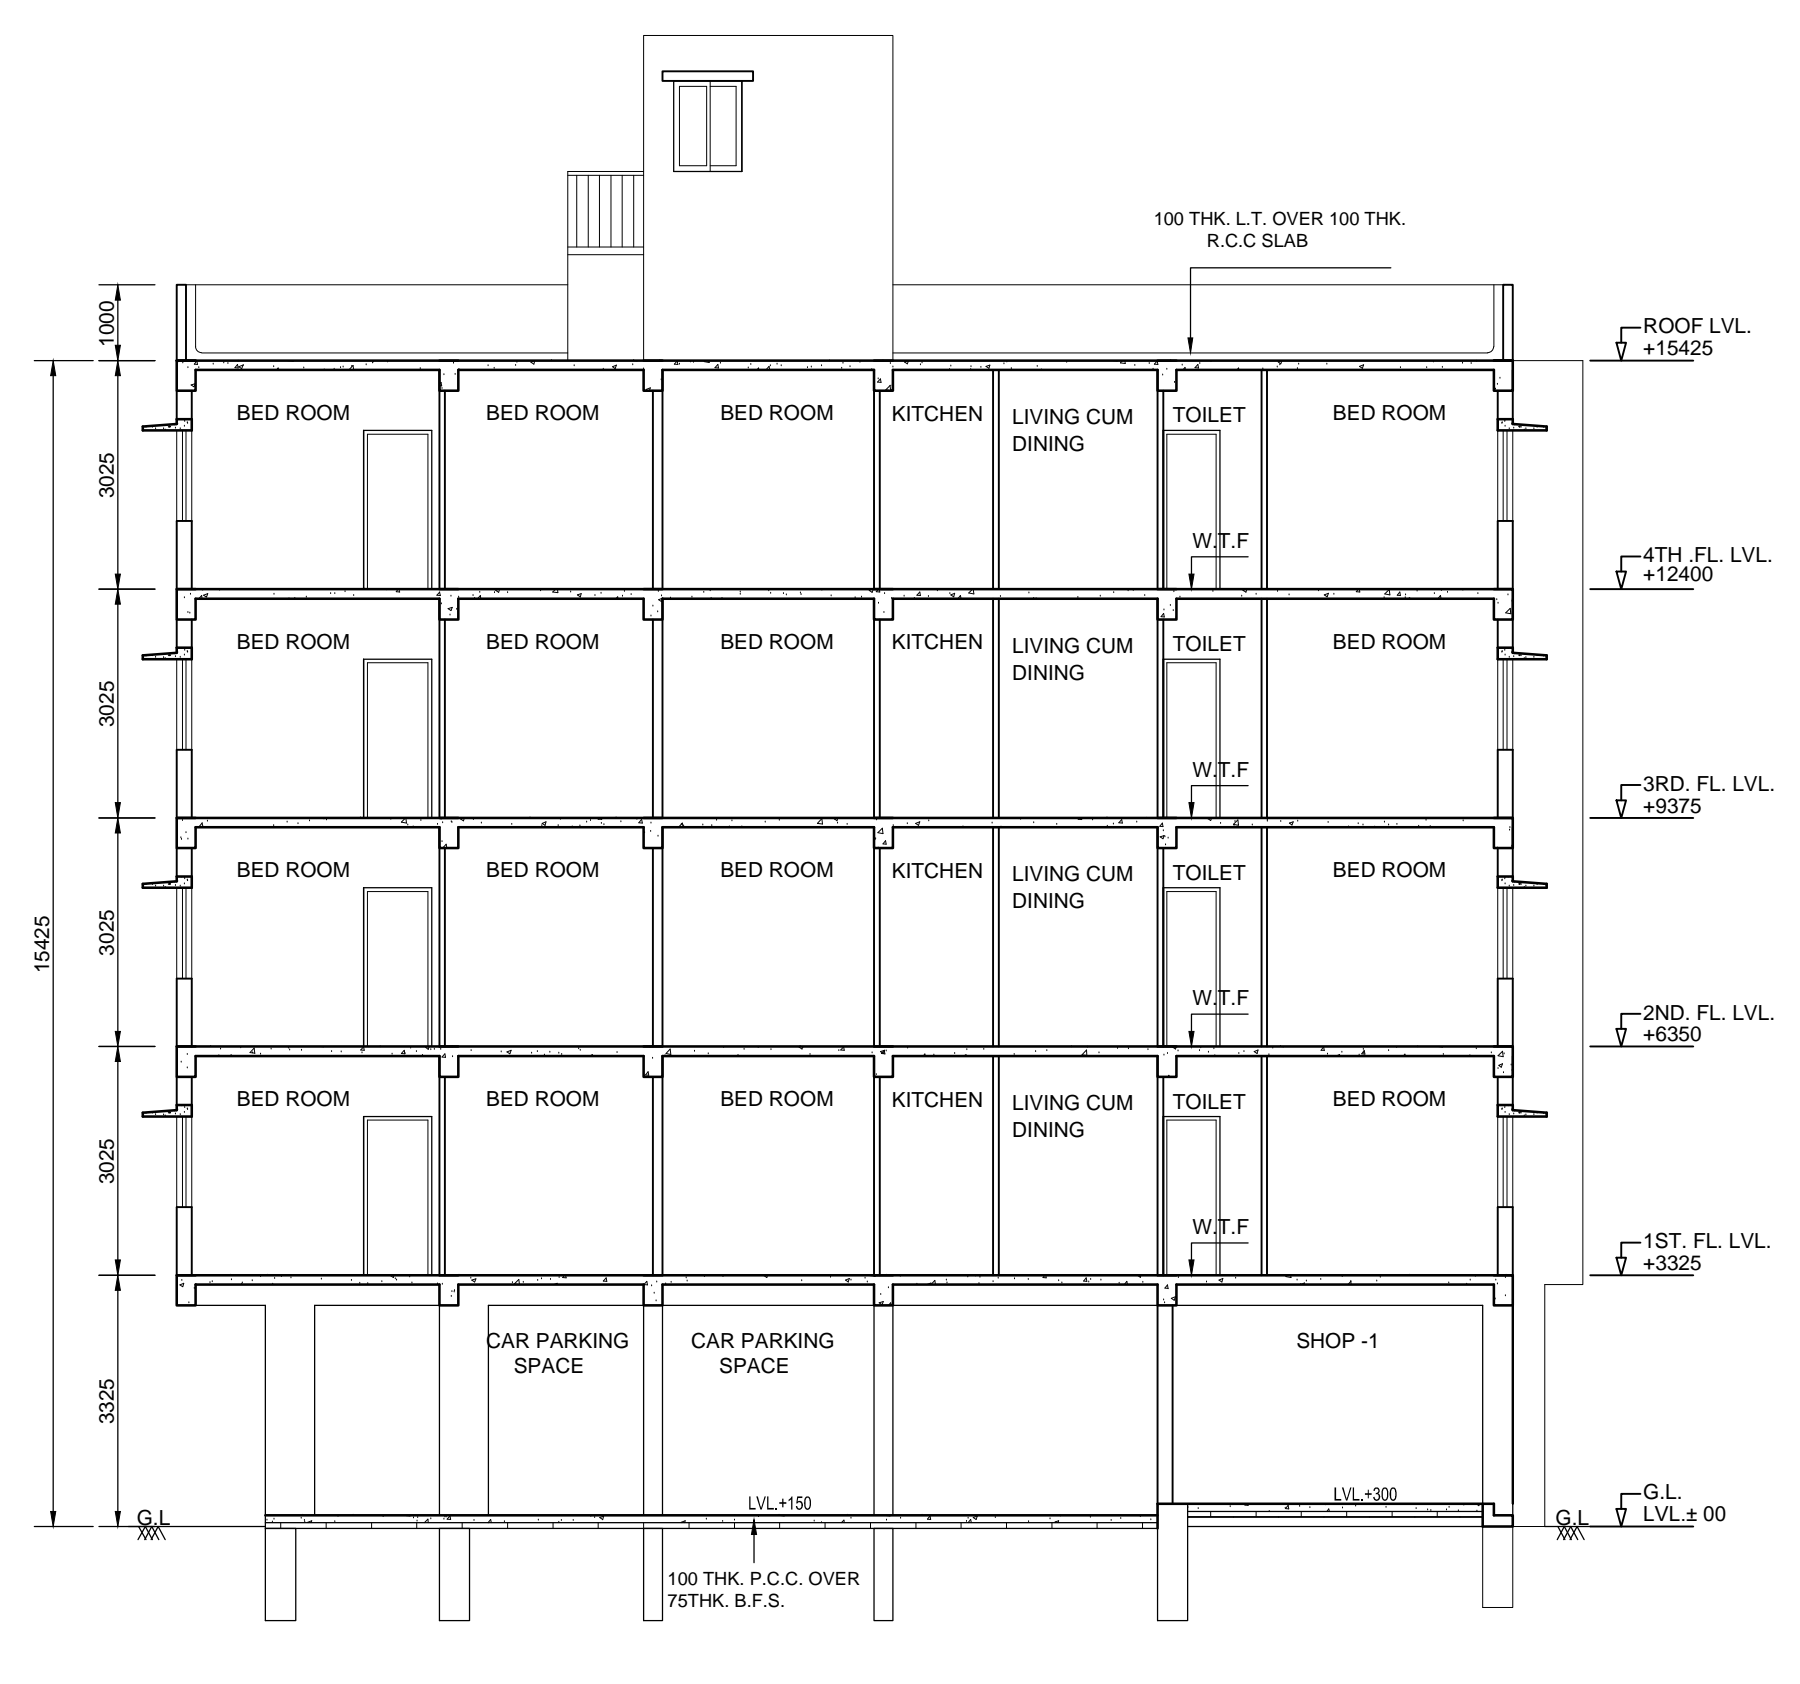 100 THK. L.T. OVER 100 THK.
R.C.C SLAB
1000
ROOF LVL.
+15425
BED ROOM
BED ROOM
BED ROOM
KITCHEN
LIVING CUM
DINING
TOILET
BED ROOM
3025
W.T.F
4TH .FL. LVL.
+12400
BED ROOM
BED ROOM
BED ROOM
KITCHEN
LIVING CUM
DINING
TOILET
BED ROOM
3025
W.T.F
3RD. FL. LVL.
+9375
BED ROOM
BED ROOM
BED ROOM
KITCHEN
LIVING CUM
DINING
TOILET
BED ROOM
15425
3025
W.T.F
2ND. FL. LVL.
+6350
BED ROOM
BED ROOM
BED ROOM
KITCHEN
LIVING CUM
DINING
TOILET
BED ROOM
3025
W.T.F
1ST. FL. LVL.
+3325
CAR PARKING
SPACE
CAR PARKING
SPACE
SHOP -1
3325
LVL.+150
LVL.+300
G.L
G.L
G.L.
LVL.± 00
100 THK. P.C.C. OVER
75THK. B.F.S.